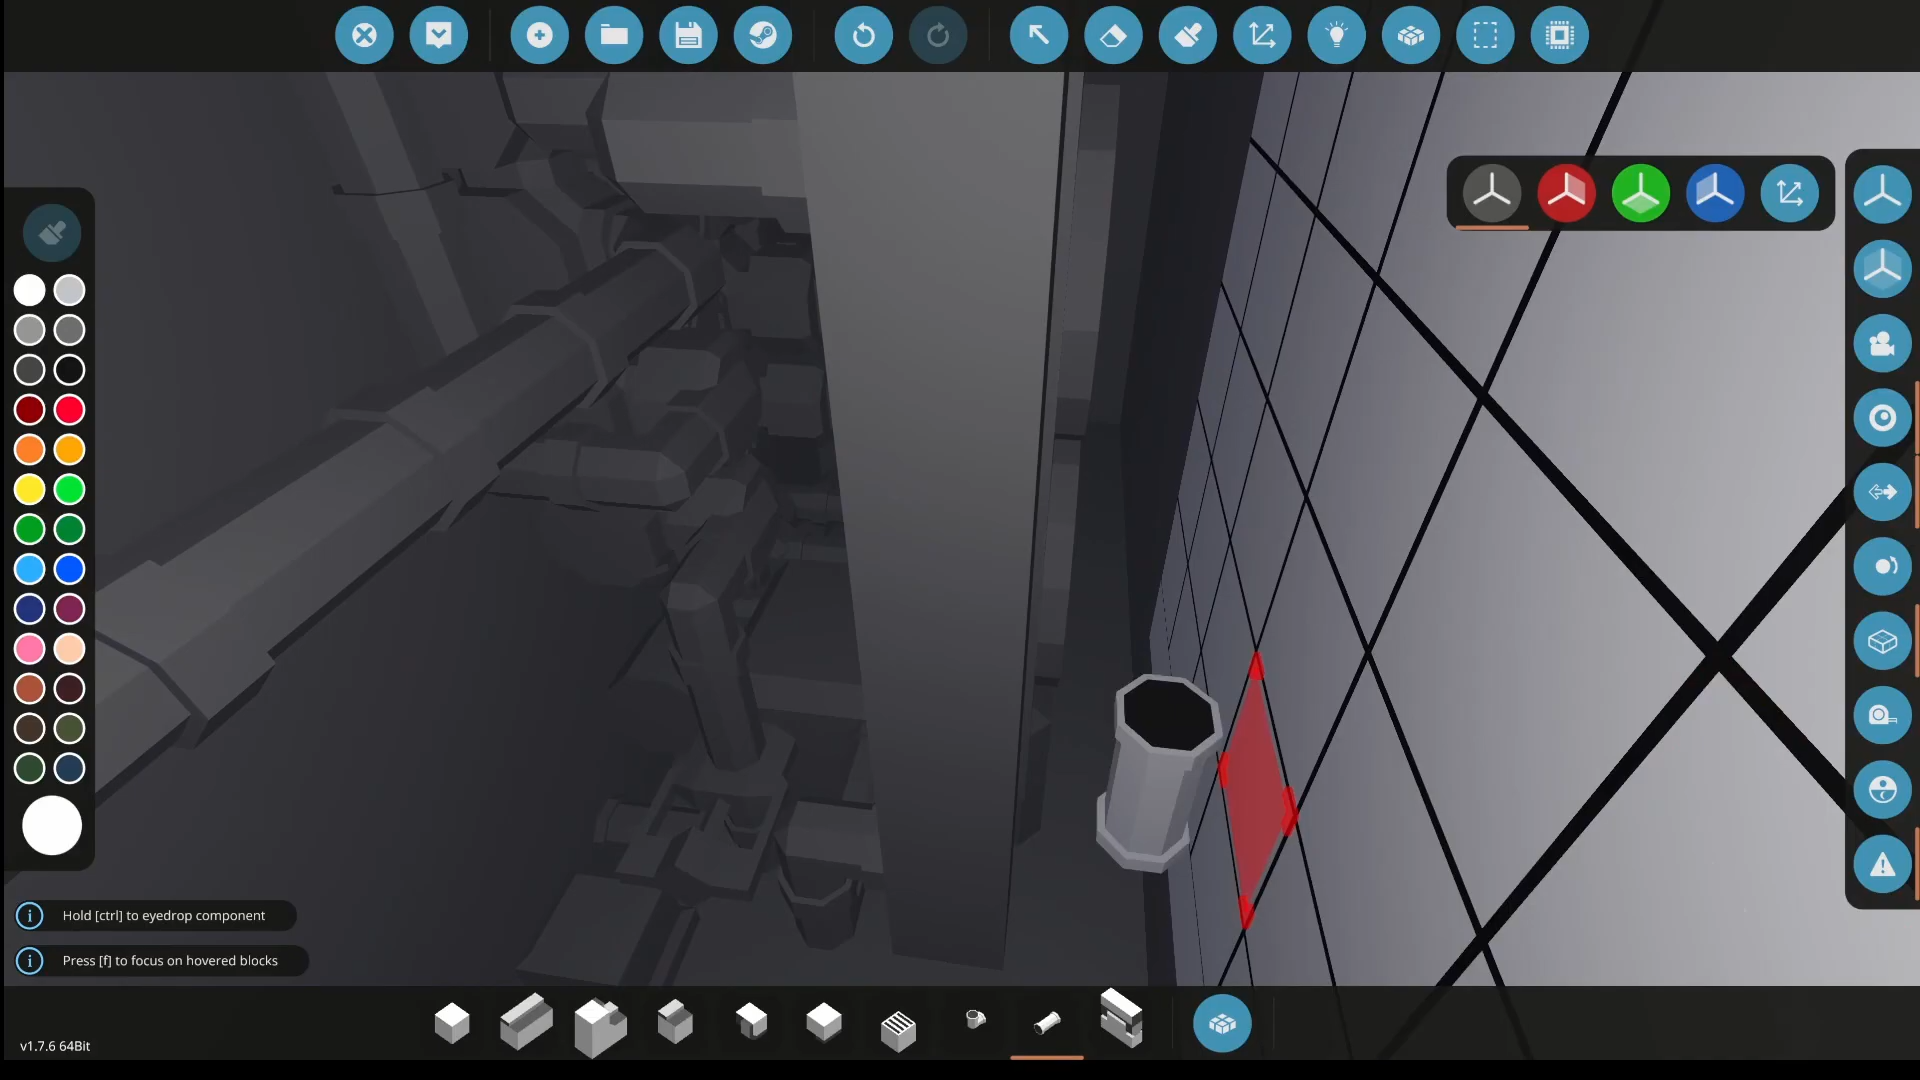 Hold [ctrl] to eyedrop component
Press [f] to focus on hovered blocks
v1.7.6 64Bit